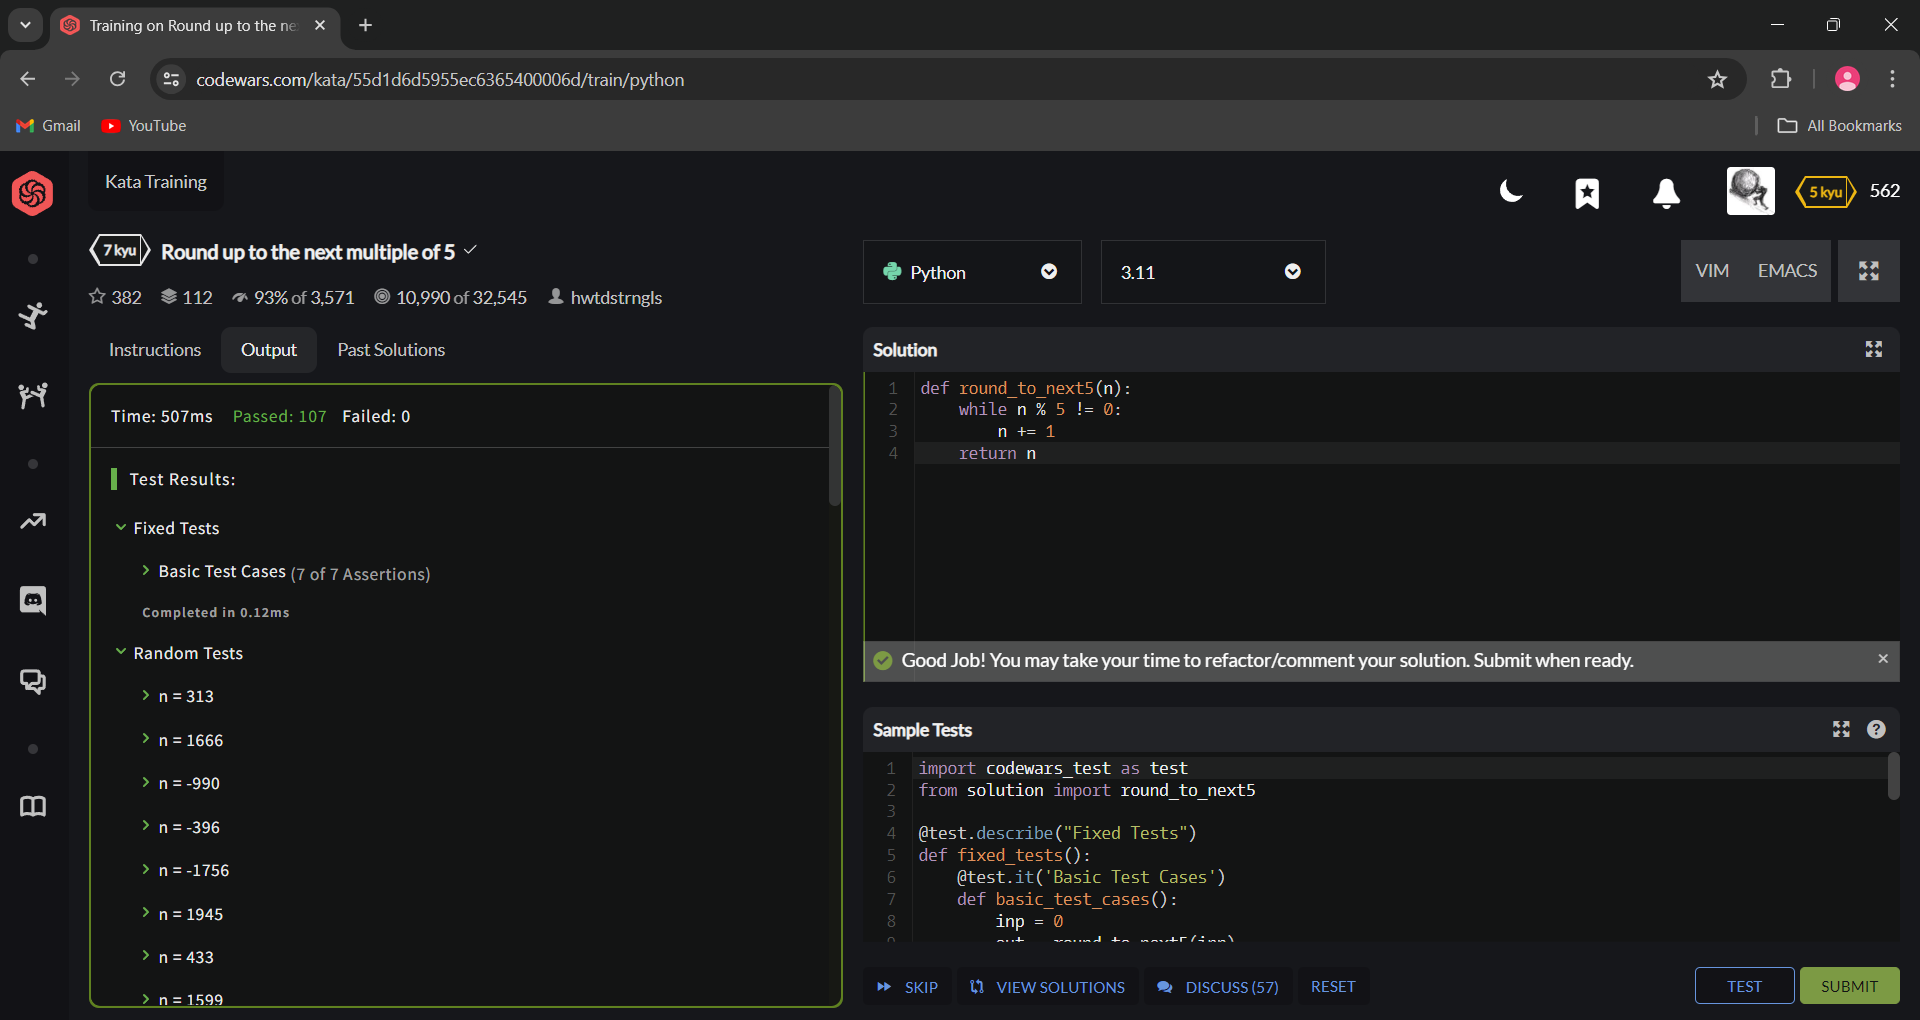 Training on Round up to the ne
codewars.com/kata/55d1d6d5955ec6365400006d/train/python
Gmail
YouTube
All Bookmarks
Kata Training
5 kyu
562
7 kyu
Round up to the next multiple of 5
382
112
93% of 3,571
10,990 of 32,545
hwtdstrngls
Python
3.11
VIM
EMACS
Instructions
Output
Past Solutions
Time: 507ms Passed: 107 Failed: 0
Test Results:
Fixed Tests
Basic Test Cases (7 of 7 Assertions)
Completed in 0.12ms
Random Tests
n = 313
n = 1666
n = -990
n = -396
n = -1756
n = 1945
n = 433
n = 1599
Solution
1 def round_to_next5(n):
2 while n % 5 != 0:
3 n += 1
4 return n
Good Job! You may take your time to refactor/comment your solution. Submit when ready.
Sample Tests
1 import codewars_test as test
2 from solution import round_to_next5
3
4 @test.describe("Fixed Tests")
5 def fixed_tests():
6 @test.it('Basic Test Cases')
7 def basic_test_cases():
8 inp = 0
SKIP
VIEW SOLUTIONS
DISCUSS (57)
RESET
TEST
SUBMIT